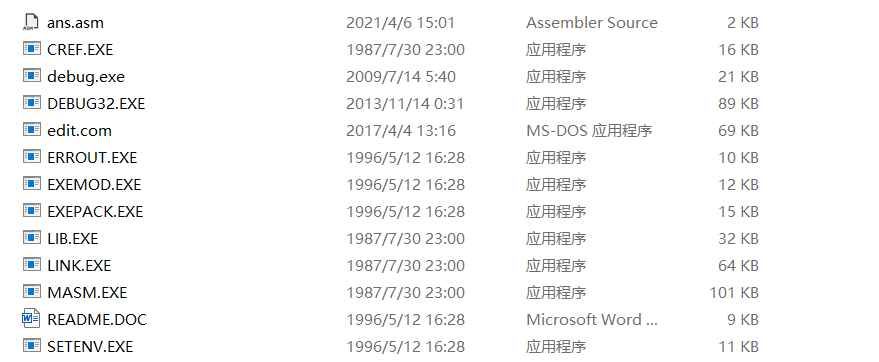 ans.asm 2021/4/6 15:01 Assembler Source 2 KB
CREF.EXE 1987/7/30 23:00 应用程序 16 KB
debug.exe 2009/7/14 5:40 应用程序 21 KB
DEBUG32.EXE 2013/11/14 0:31 应用程序 89 KB
edit.com 2017/4/4 13:16 MS-DOS 应用程序 69 KB
ERROUT.EXE 1996/5/12 16:28 应用程序 10 KB
EXEMOD.EXE 1996/5/12 16:28 应用程序 12 KB
EXEPACK.EXE 1996/5/12 16:28 应用程序 15 KB
LIB.EXE 1987/7/30 23:00 应用程序 32 KB
LINK.EXE 1987/7/30 23:00 应用程序 64 KB
MASM.EXE 1987/7/30 23:00 应用程序 101 KB
README.DOC 1996/5/12 16:28 Microsoft Word ... 9 KB
SETENV.EXE 1996/5/12 16:28 应用程序 11 KB